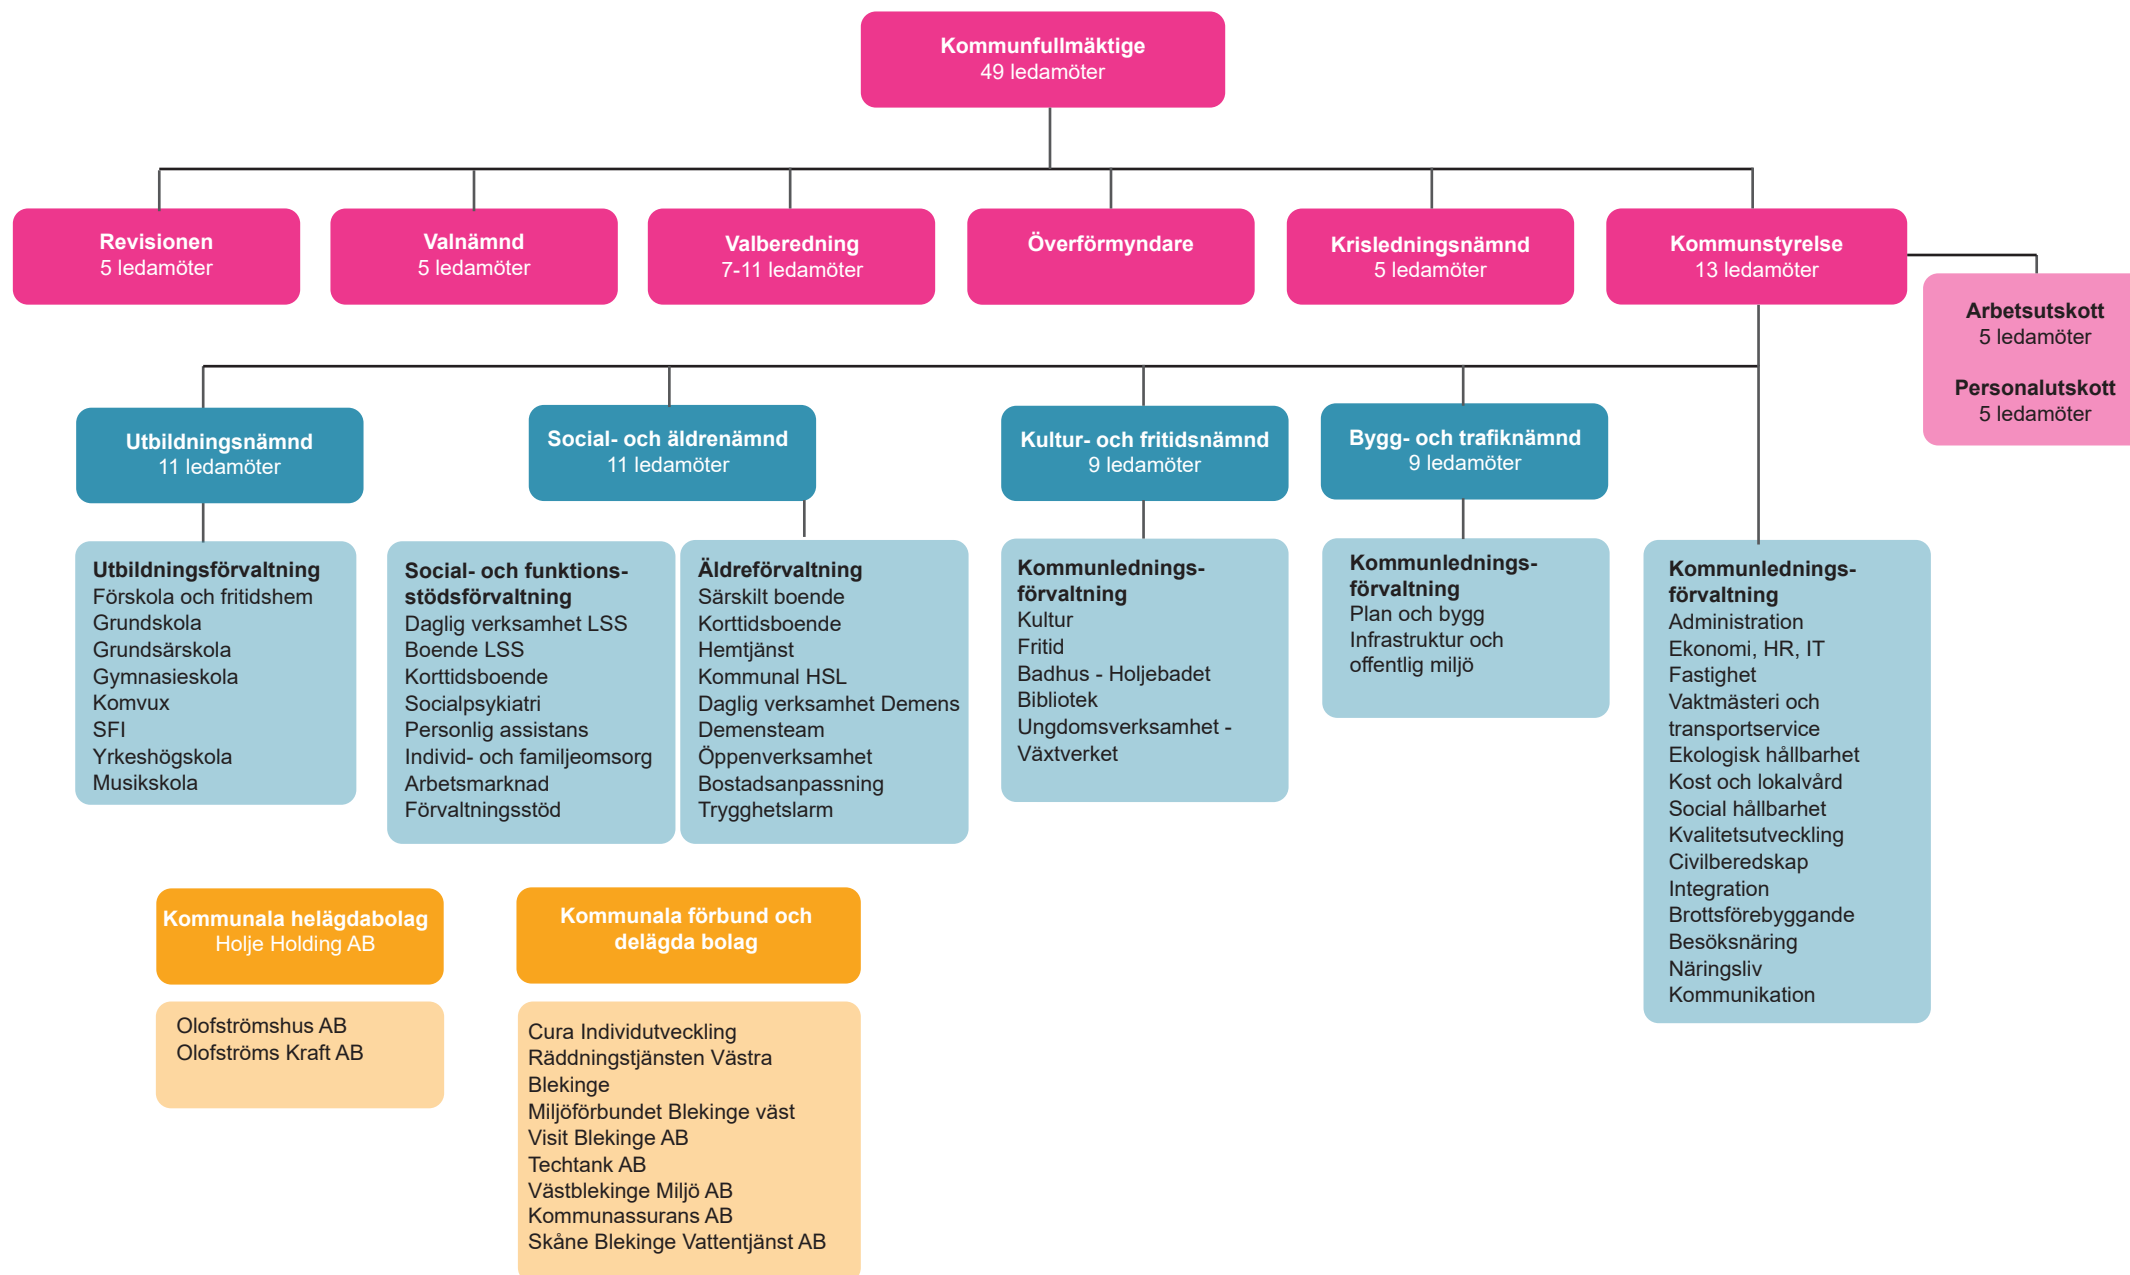 Kommunfullmäktige
49 ledamöter
Revisionen
5 ledamöter
Valnämnd
5 ledamöter
Valberedning
7-11 ledamöter
Överförmyndare
Krisledningsnämnd
5 ledamöter
Kommunstyrelse
13 ledamöter
Arbetsutskott
5 ledamöter
Personalutskott
5 ledamöter
Utbildningsnämnd
11 ledamöter
Social- och äldrenämnd
11 ledamöter
Kultur- och fritidsnämnd
9 ledamöter
Bygg- och trafiknämnd
9 ledamöter
Utbildningsförvaltning
Förskola och fritidshem
Grundskola
Grundsärskola
Gymnasieskola
Komvux
SFI
Yrkeshögskola
Musikskola
Social- och funktions-
stödsförvaltning
Daglig verksamhet LSS
Boende LSS
Korttidsboende
Socialpsykiatri
Personlig assistans
Individ- och familjeomsorg
Arbetsmarknad
Förvaltningsstöd
Äldreförvaltning
Särskilt boende
Korttidsboende
Hemtjänst
Kommunal HSL
Daglig verksamhet Demens
Demensteam
Öppenverksamhet
Bostadsanpassning
Trygghetslarm
Kommunlednings-
förvaltning
Kultur
Fritid
Badhus - Holjebadet
Bibliotek
Ungdomsverksamhet -
Växtverket
Kommunlednings-
förvaltning
Plan och bygg
Infrastruktur och
offentlig miljö
Kommunlednings-
förvaltning
Administration
Ekonomi, HR, IT
Fastighet
Vaktmästeri och
transportservice
Ekologisk hållbarhet
Kost och lokalvård
Social hållbarhet
Kvalitetsutveckling
Civilberedskap
Integration
Brottsförebyggande
Besöksnäring
Näringsliv
Kommunikation
Kommunala helägdabolag
Holje Holding AB
Olofströmshus AB
Olofströms Kraft AB
Kommunala förbund och
delägda bolag
Cura Individutveckling
Räddningstjänsten Västra
Blekinge
Miljöförbundet Blekinge väst
Visit Blekinge AB
Techtank AB
Västblekinge Miljö AB
Kommunassurans AB
Skåne Blekinge Vattentjänst AB